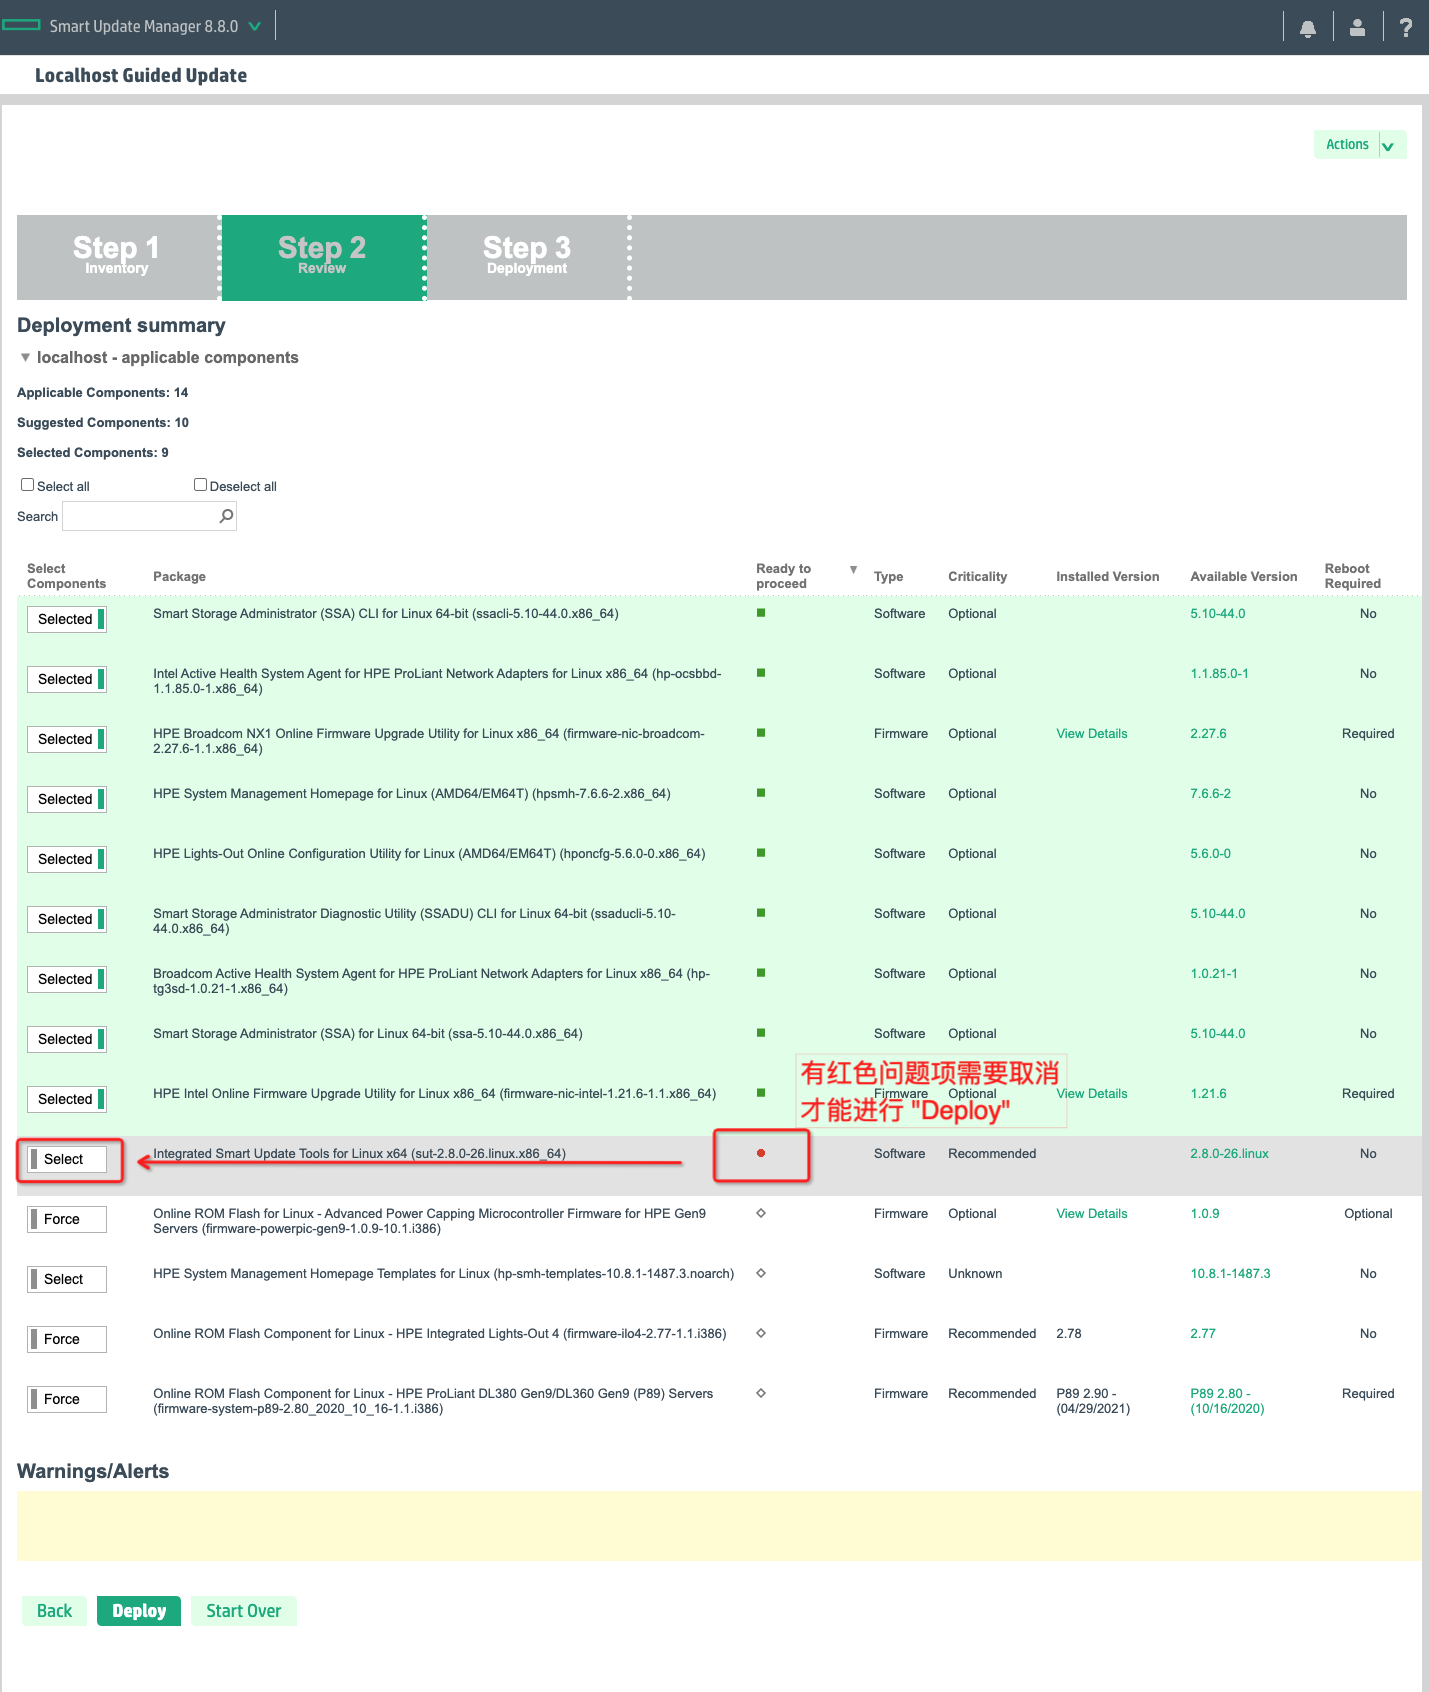 Smart Update Manager 8.8.0
?
Localhost Guided Update
Actions
Step 1
Inventory
Step 2
Review
Step 3
Deployment
Deployment summary
localhost - applicable components
Applicable Components: 14
Suggested Components: 10
Selected Components: 9
Select all Deselect all
Search
Select Components Package Ready to proceed Type Criticality Installed Version Available Version Reboot Required
Selected Smart Storage Administrator (SSA) CLI for Linux 64-bit (ssacli-5.10-44.0.x86_64) Software Optional 5.10-44.0 No
Selected Intel Active Health System Agent for HPE ProLiant Network Adapters for Linux x86_64 (hp-ocsbbd- Software Optional 1.1.85.0-1 No
1.1.85.0-1.x86_64)
Selected HPE Broadcom NX1 Online Firmware Upgrade Utility for Linux x86_64 (firmware-nic-broadcom- Firmware Optional View Details 2.27.6 Required
2.27.6-1.1.x86_64)
Selected HPE System Management Homepage for Linux (AMD64/EM64T) (hpsmh-7.6.6-2.x86_64) Software Optional 7.6.6-2 No
Selected HPE Lights-Out Online Configuration Utility for Linux (AMD64/EM64T) (hponcfg-5.6.0-0.x86_64) Software Optional 5.6.0-0 No
Selected Smart Storage Administrator Diagnostic Utility (SSADU) CLI for Linux 64-bit (ssaducli-5.10- Software Optional 5.10-44.0 No
44.0.x86_64)
Selected Broadcom Active Health System Agent for HPE ProLiant Network Adapters for Linux x86_64 (hp- Software Optional 1.0.21-1 No
tg3sd-1.0.21-1.x86_64)
Selected Smart Storage Administrator (SSA) for Linux 64-bit (ssa-5.10-44.0.x86_64) Software Optional 5.10-44.0 No
有红色问题项需要取消
才能进行 "Deploy"
Selected HPE Intel Online Firmware Upgrade Utility for Linux x86_64 (firmware-nic-intel-1.21.6-1.1.x86_64) Firmware Optional View Details 1.21.6 Required
Select Integrated Smart Update Tools for Linux x64 (sut-2.8.0-26.linux.x86_64) Software Recommended 2.8.0-26.linux No
Force Online ROM Flash for Linux - Advanced Power Capping Microcontroller Firmware for HPE Gen9 Firmware Optional View Details 1.0.9 Optional
Servers (firmware-powerpic-gen9-1.0.9-10.1.i386)
Select HPE System Management Homepage Templates for Linux (hp-smh-templates-10.8.1-1487.3.noarch) Software Unknown 10.8.1-1487.3 No
Force Online ROM Flash Component for Linux - HPE Integrated Lights-Out 4 (firmware-ilo4-2.77-1.1.i386) Firmware Recommended 2.78 2.77 No
Force Online ROM Flash Component for Linux - HPE ProLiant DL380 Gen9/DL360 Gen9 (P89) Servers Firmware Recommended P89 2.90 - P89 2.80 - Required
(firmware-system-p89-2.80_2020_10_16-1.1.i386) (04/29/2021) (10/16/2020)
Warnings/Alerts
Back Deploy Start Over